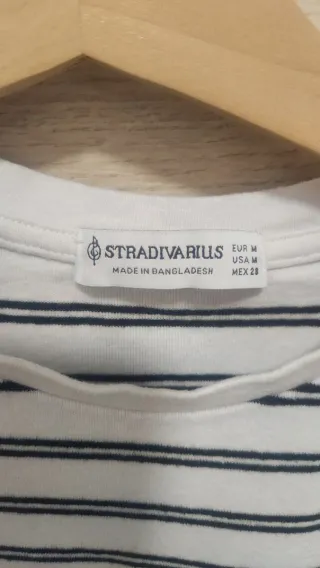 STRADIVARIUS
MADE IN BANGLADESH
EUR M
USA M
MEX 28